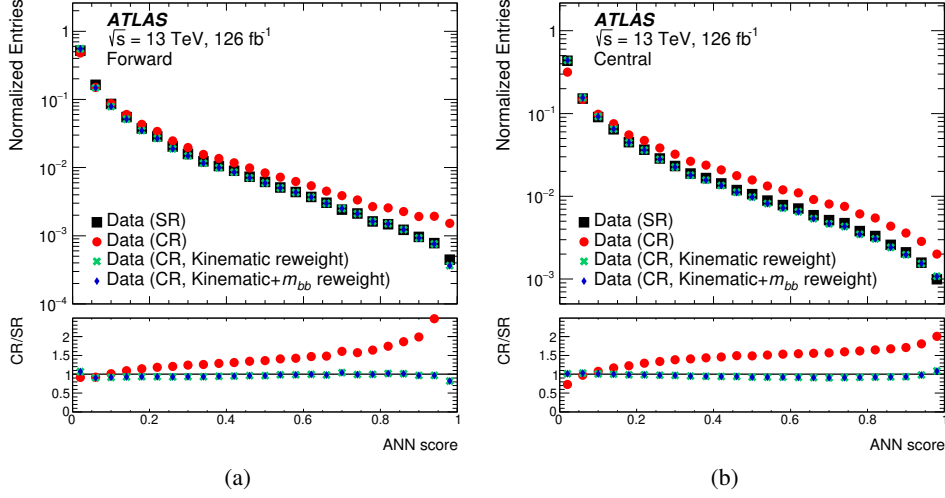 Normalized Entries
1
10⁻¹
10⁻²
10⁻³
10⁻⁴
ATLAS
√s = 13 TeV, 126 fb⁻¹
Forward
Data (SR)
Data (CR)
Data (CR, Kinematic reweight)
Data (CR, Kinematic+m_bb reweight)
CR/SR
2
1.5
1
0.5
0
0 0.2 0.4 0.6 0.8 1
ANN score
(a)
Normalized Entries
1
10⁻¹
10⁻²
10⁻³
ATLAS
√s = 13 TeV, 126 fb⁻¹
Central
Data (SR)
Data (CR)
Data (CR, Kinematic reweight)
Data (CR, Kinematic+m_bb reweight)
CR/SR
2
1.5
1
0.5
0
0 0.2 0.4 0.6 0.8 1
ANN score
(b)